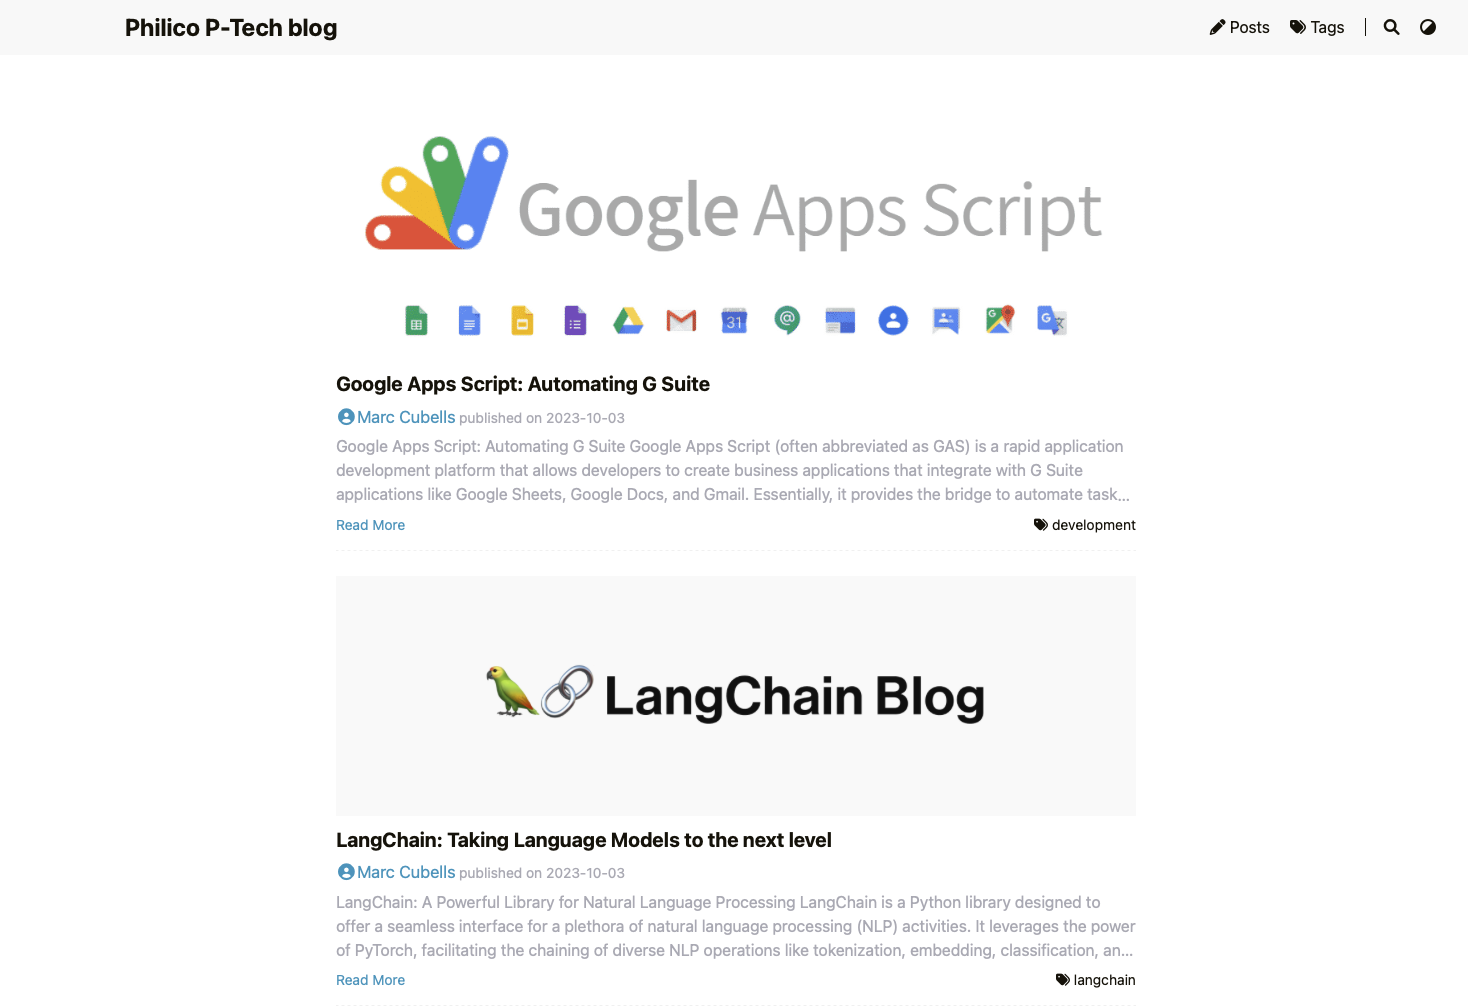 Philico P-Tech blog
Posts
Tags
Google Apps Script
31
G
G
Google Apps Script: Automating G Suite
Marc Cubells published on 2023-10-03
Google Apps Script: Automating G Suite Google Apps Script (often abbreviated as GAS) is a rapid application
development platform that allows developers to create business applications that integrate with G Suite
applications like Google Sheets, Google Docs, and Gmail. Essentially, it provides the bridge to automate task...
Read More
development
LangChain Blog
LangChain: Taking Language Models to the next level
Marc Cubells published on 2023-10-03
LangChain: A Powerful Library for Natural Language Processing LangChain is a Python library designed to
offer a seamless interface for a plethora of natural language processing (NLP) activities. It leverages the power
of PyTorch, facilitating the chaining of diverse NLP operations like tokenization, embedding, classification, an...
Read More
langchain